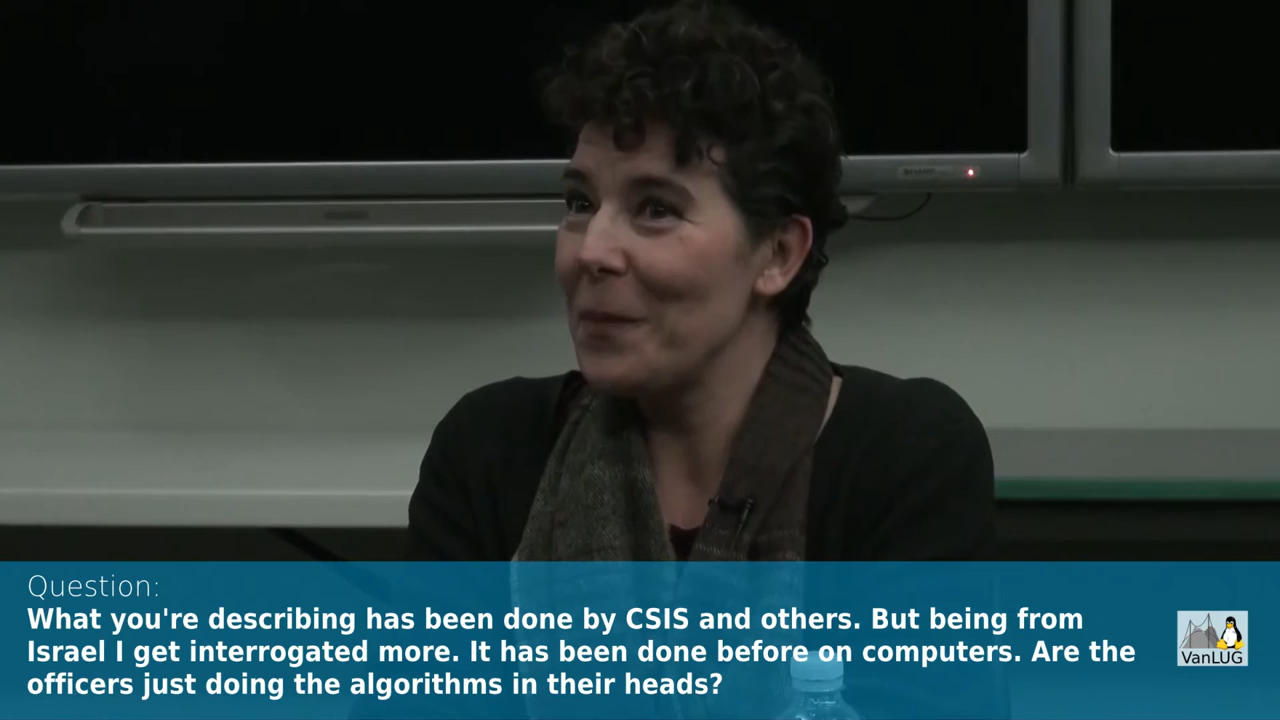 Question:
What you're describing has been done by CSIS and others. But being from
Israel I get interrogated more. It has been done before on computers. Are the
officers just doing the algorithms in their heads?
VanLUG